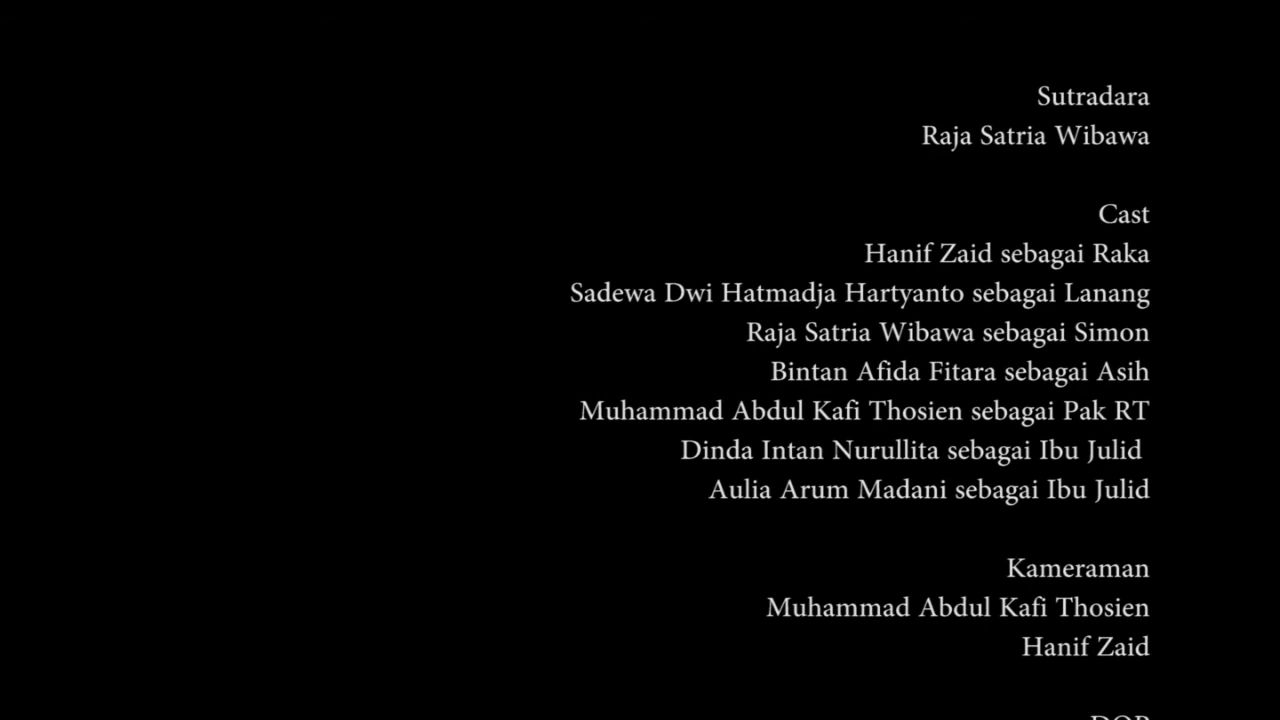 Sutradara
Raja Satria Wibawa
Cast
Hanif Zaid sebagai Raka
Sadewa Dwi Hatmadja Hartyanto sebagai Lanang
Raja Satria Wibawa sebagai Simon
Bintan Afida Fitara sebagai Asih
Muhammad Abdul Kafi Thosien sebagai Pak RT
Dinda Intan Nurullita sebagai Ibu Julid
Aulia Arum Madani sebagai Ibu Julid
Kameraman
Muhammad Abdul Kafi Thosien
Hanif Zaid